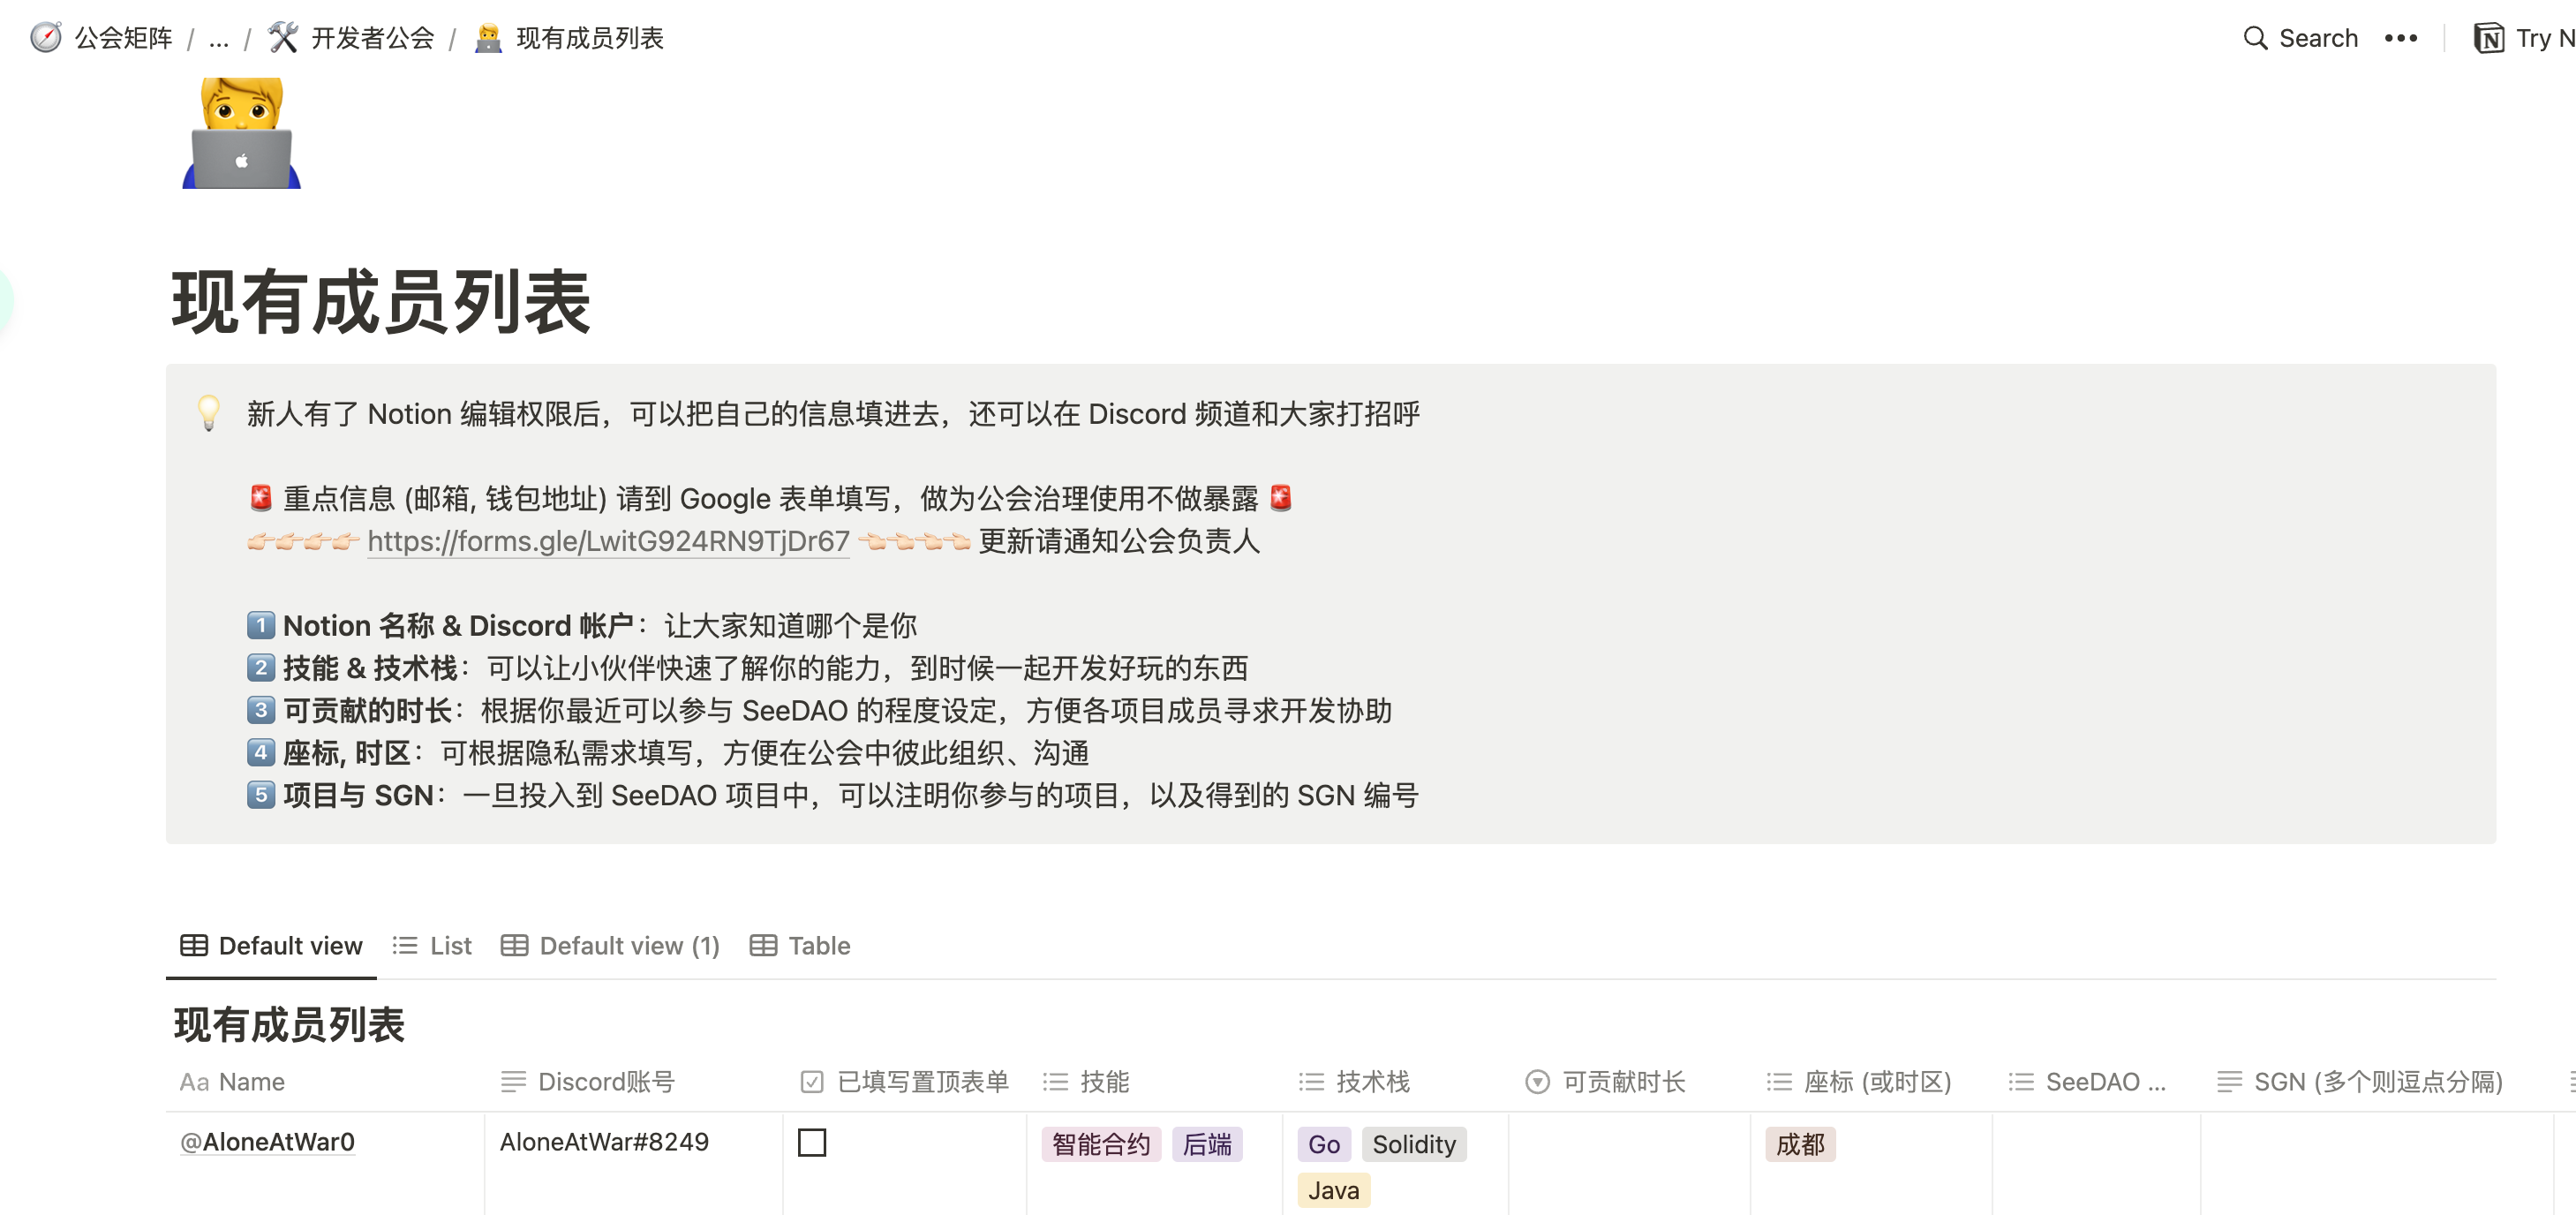 公会矩阵 / ... / 开发者公会 / 现有成员列表
Search
Try N
现有成员列表
新人有了 Notion 编辑权限后，可以把自己的信息填进去，还可以在 Discord 频道和大家打招呼
重点信息 (邮箱, 钱包地址) 请到 Google 表单填写，做为公会治理使用不做暴露
https://forms.gle/LwitG924RN9TjDr67 更新请通知公会负责人
1 Notion 名称 & Discord 帐户：让大家知道哪个是你
2 技能 & 技术栈：可以让小伙伴快速了解你的能力，到时候一起开发好玩的东西
3 可贡献的时长：根据你最近可以参与 SeeDAO 的程度设定，方便各项目成员寻求开发协助
4 座标, 时区：可根据隐私需求填写，方便在公会中彼此组织、沟通
5 项目与 SGN：一旦投入到 SeeDAO 项目中，可以注明你参与的项目，以及得到的 SGN 编号
Default view List Default view (1) Table
现有成员列表
Aa Name Discord账号 已填写置顶表单 技能 技术栈 可贡献时长 座标 (或时区) SeeDAO ... SGN (多个则逗点分隔)
@AloneAtWar0 AloneAtWar#8249 智能合约 后端 Go Solidity 成都
Java